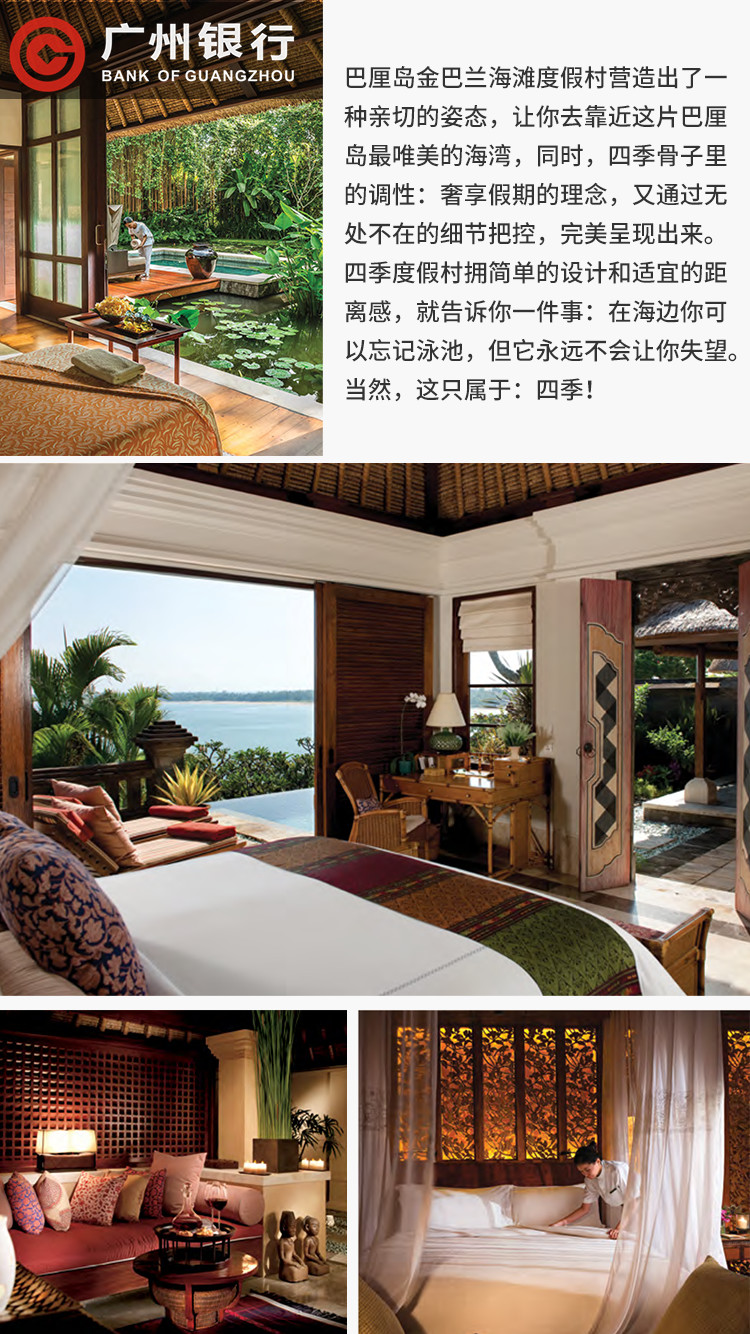 广州银行
BANK OF GUANGZHOU
巴厘岛金巴兰海滩度假村营造出了一
种亲切的姿态，让你去靠近这片巴厘
岛最唯美的海湾，同时，四季骨子里
的调性：奢享假期的理念，又通过无
处不在的细节把控，完美呈现出来。
四季度假村拥简单的设计和适宜的距
离感，就告诉你一件事：在海边你可
以忘记泳池，但它永远不会让你失望。
当然，这只属于：四季！